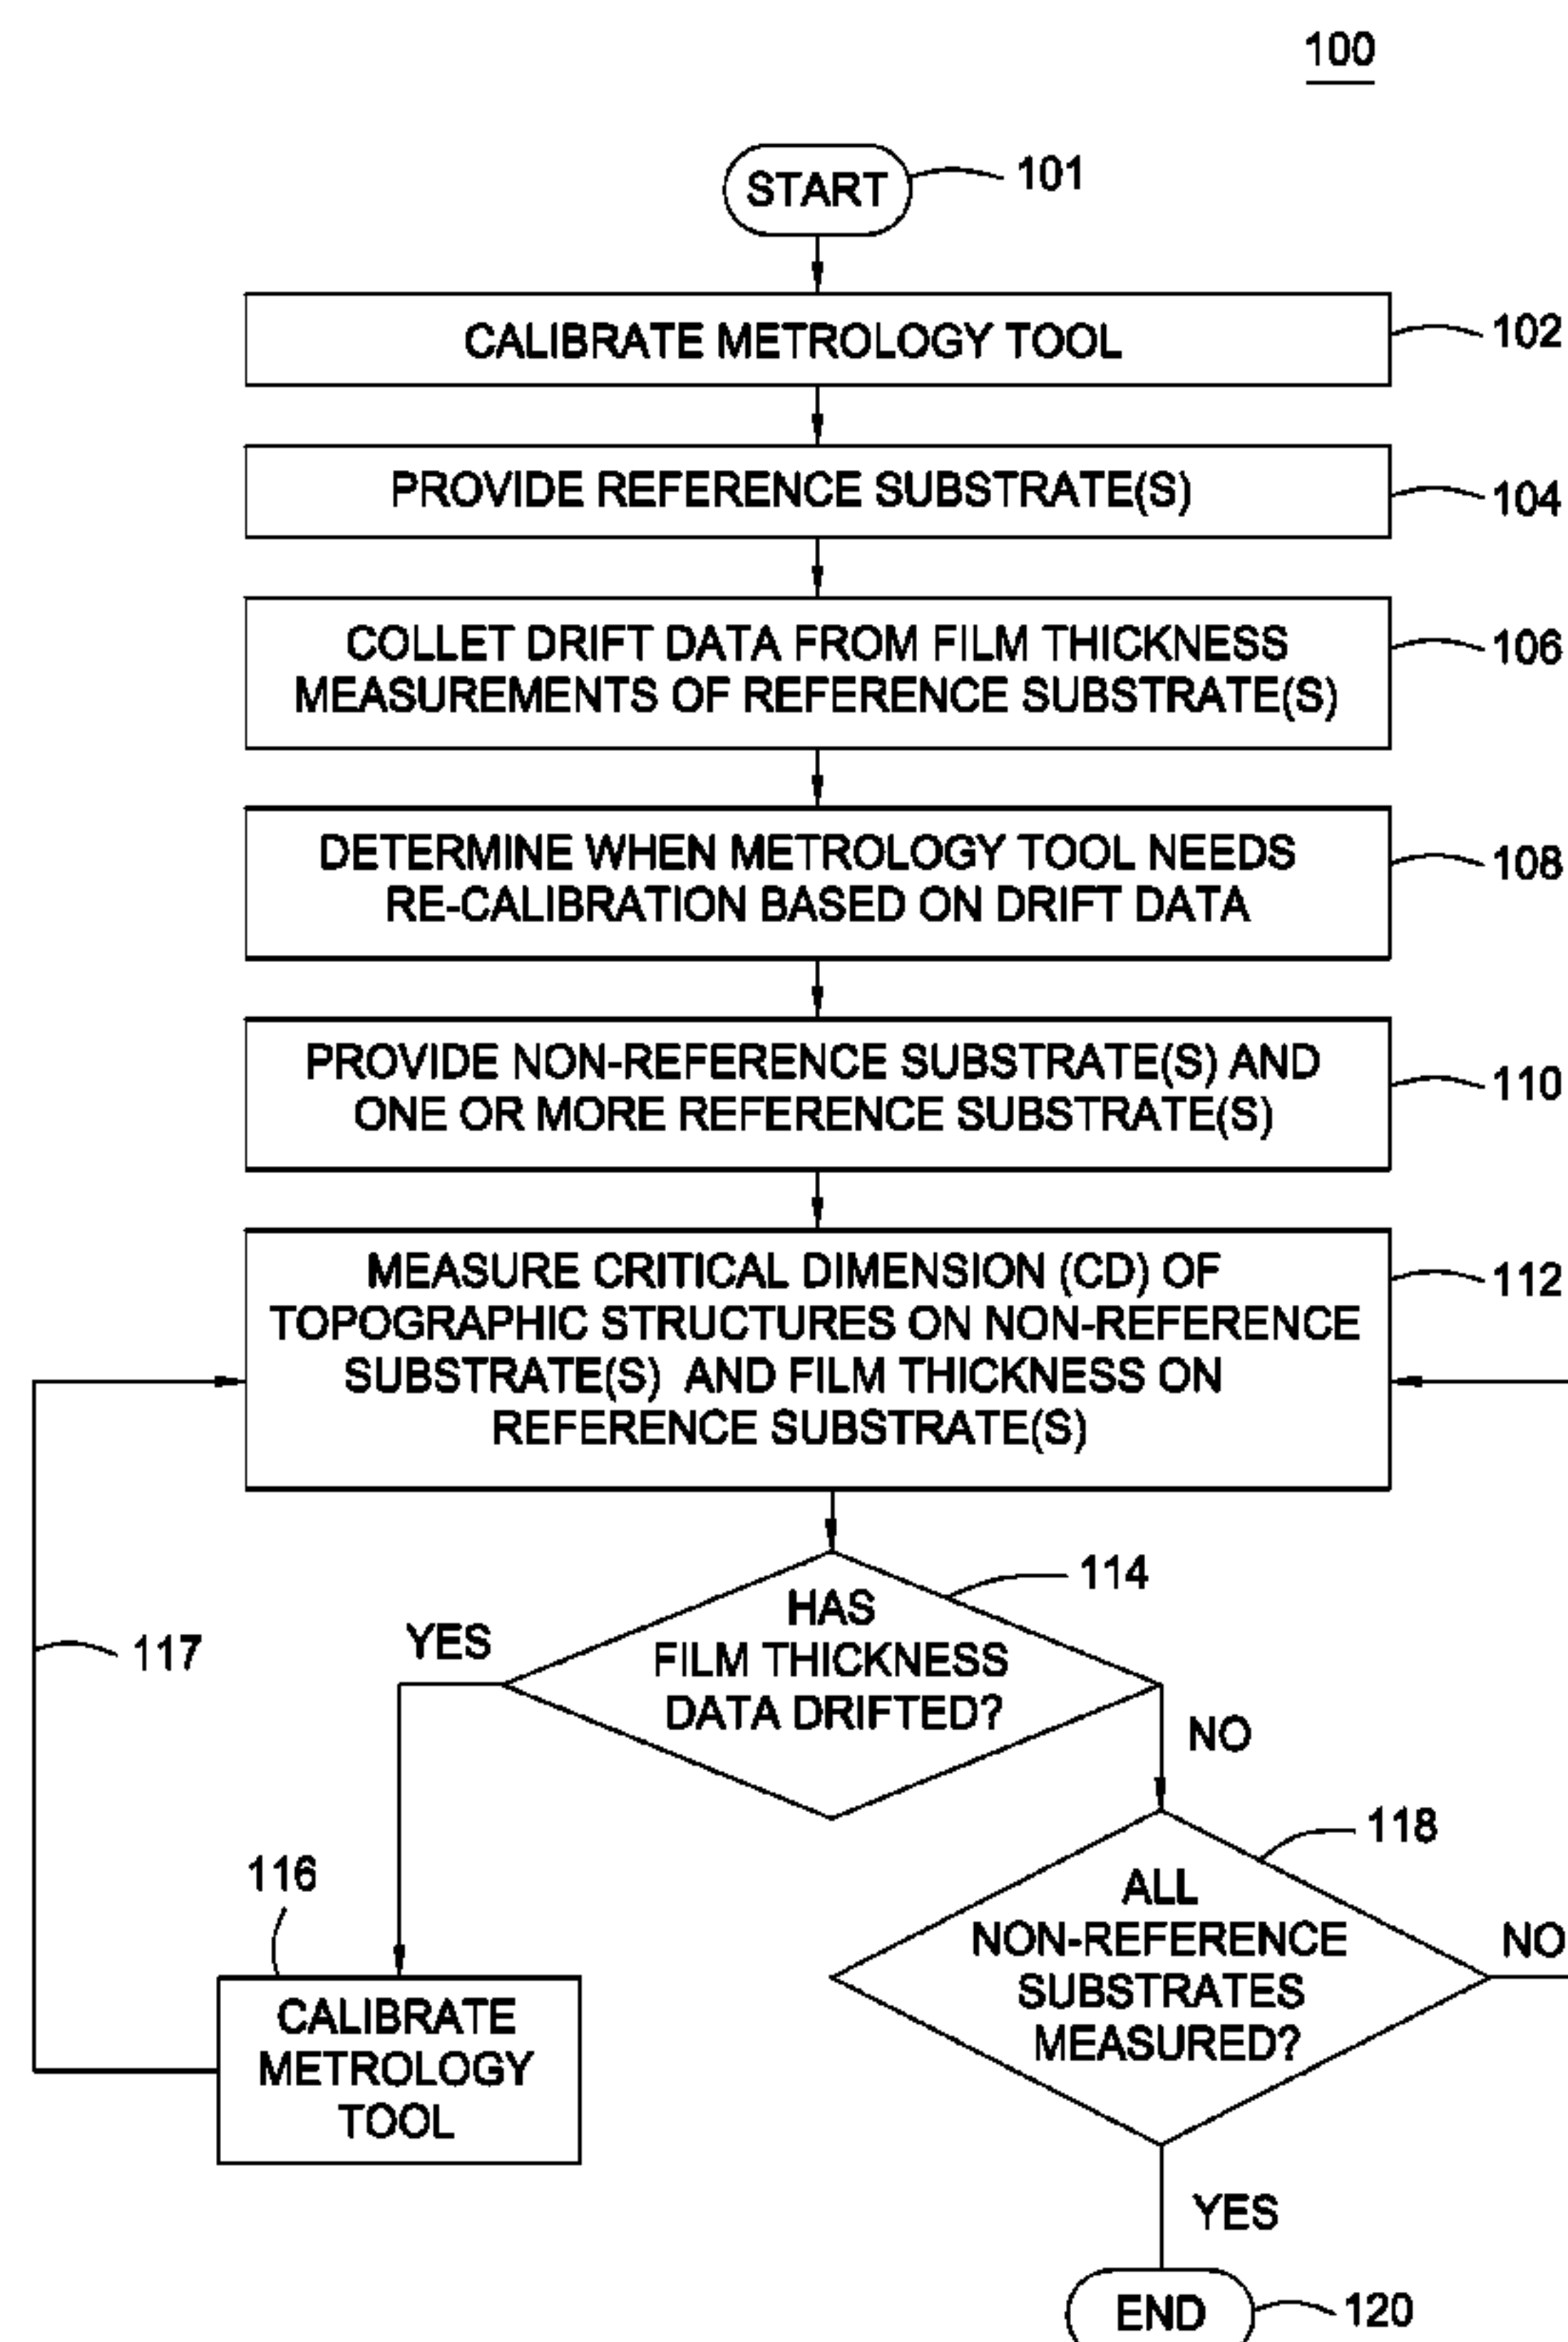 100
START
101
CALIBRATE METROLOGY TOOL
102
PROVIDE REFERENCE SUBSTRATE(S)
104
COLLET DRIFT DATA FROM FILM THICKNESS
MEASUREMENTS OF REFERENCE SUBSTRATE(S)
106
DETERMINE WHEN METROLOGY TOOL NEEDS
RE-CALIBRATION BASED ON DRIFT DATA
108
PROVIDE NON-REFERENCE SUBSTRATE(S) AND
ONE OR MORE REFERENCE SUBSTRATE(S)
110
MEASURE CRITICAL DIMENSION (CD) OF
TOPOGRAPHIC STRUCTURES ON NON-REFERENCE
SUBSTRATE(S) AND FILM THICKNESS ON
REFERENCE SUBSTRATE(S)
112
HAS
FILM THICKNESS
DATA DRIFTED?
114
YES
117
NO
116
CALIBRATE
METROLOGY
TOOL
118
ALL
NON-REFERENCE
SUBSTRATES
MEASURED?
NO
YES
END
120